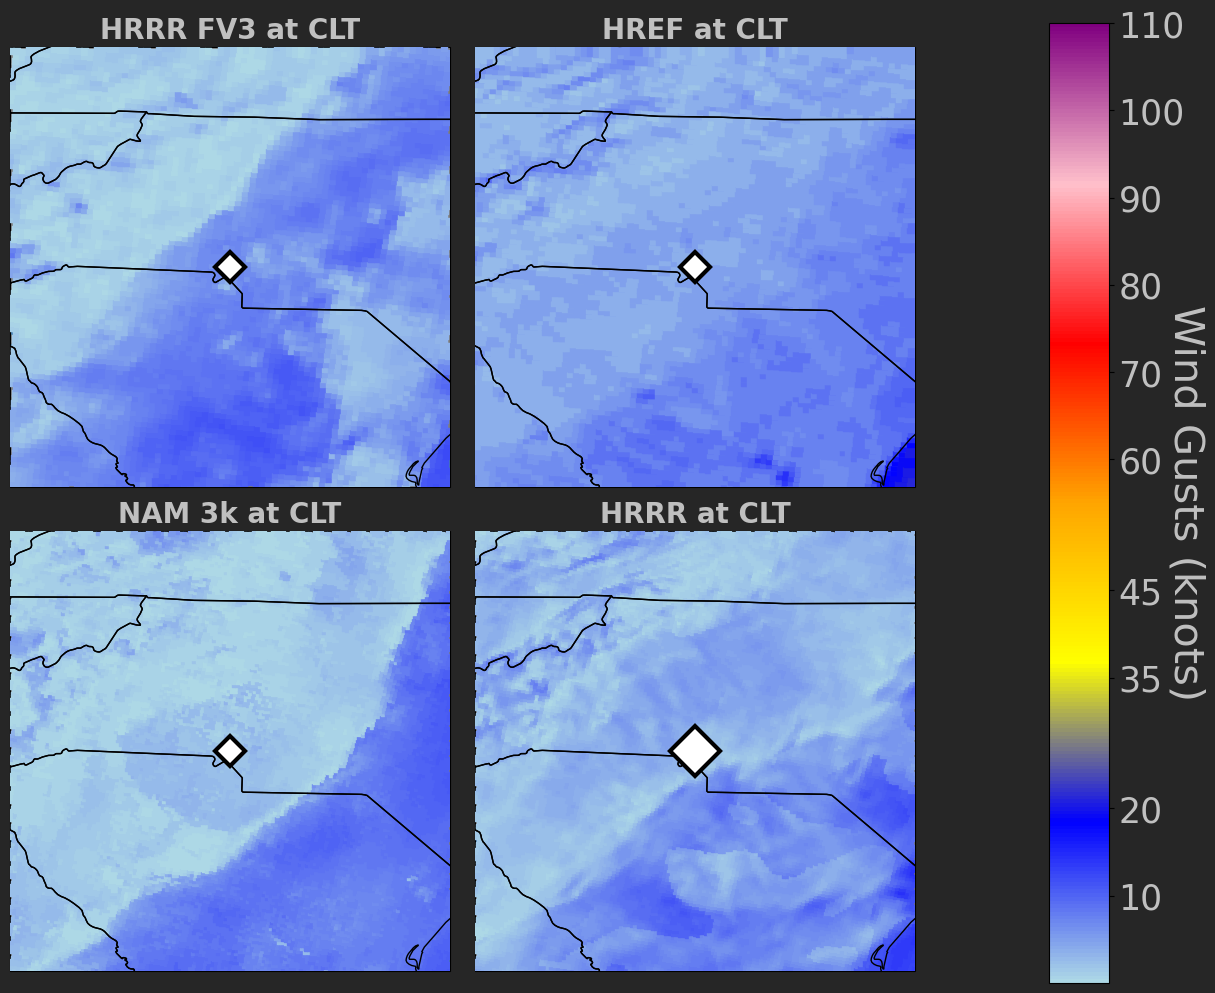 HRRR FV3 at CLT
HREF at CLT
NAM 3k at CLT
HRRR at CLT
110
100
90
80
70
60
45
35
20
10
Wind Gusts (knots)